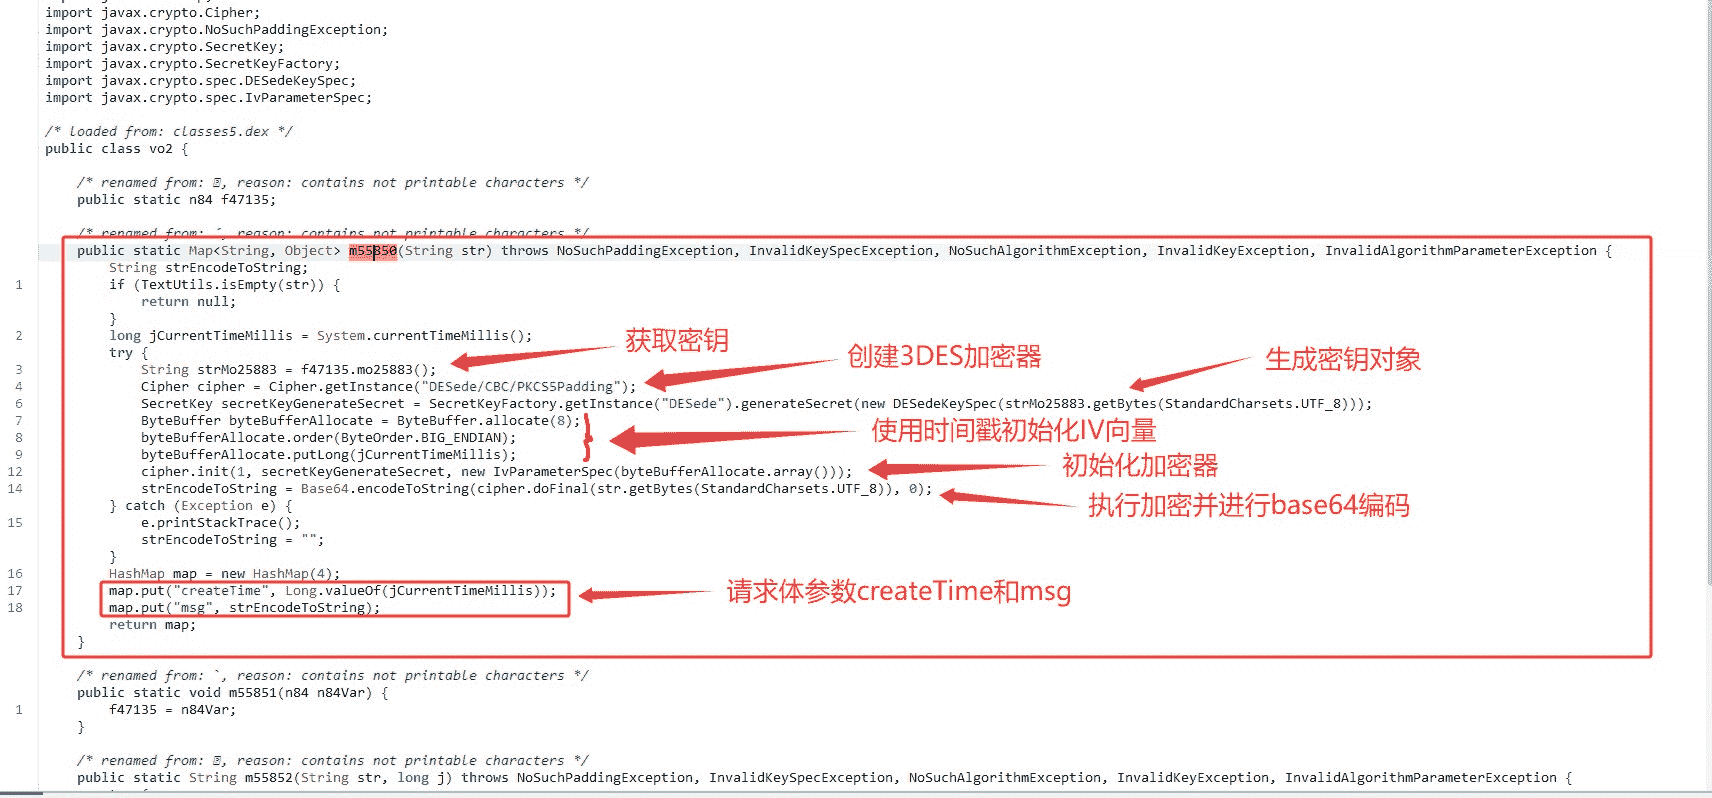 import javax.crypto.Cipher;
import javax.crypto.NoSuchPaddingException;
import javax.crypto.SecretKey;
import javax.crypto.SecretKeyFactory;
import javax.crypto.spec.DESedeKeySpec;
import javax.crypto.spec.IvParameterSpec;
/* loaded from: classes5.dex */
public class vo2 {
/* renamed from: , reason: contains not printable characters */
public static n84 f47135;
/* renamed from: , reason: contains not printable characters */
public static Map<String, Object> m55850(String str) throws NoSuchPaddingException, InvalidKeySpecException, NoSuchAlgorithmException, InvalidKeyException, InvalidAlgorithmParameterException {
String strEncodeToString;
1 if (TextUtils.isEmpty(str)) {
return null;
}
2 long jCurrentTimeMillis = System.currentTimeMillis();
try {
获取密钥
3 String strMo25883 = f47135.mo25883();
创建3DES加密器
4 Cipher cipher = Cipher.getInstance("DESede/CBC/PKCS5Padding");
生成密钥对象
6 SecretKey secretKeyGenerateSecret = SecretKeyFactory.getInstance("DESede").generateSecret(new DESedeKeySpec(strMo25883.getBytes(StandardCharsets.UTF_8)));
7 ByteBuffer byteBufferAllocate = ByteBuffer.allocate(8);
8 byteBufferAllocate.order(ByteOrder.BIG_ENDIAN);
使用时间戳初始化IV向量
9 byteBufferAllocate.putLong(jCurrentTimeMillis);
12 cipher.init(1, secretKeyGenerateSecret, new IvParameterSpec(byteBufferAllocate.array()));
初始化加密器
14 strEncodeToString = Base64.encodeToString(cipher.doFinal(str.getBytes(StandardCharsets.UTF_8)), 0);
执行加密并进行base64编码
} catch (Exception e) {
15 e.printStackTrace();
strEncodeToString = "";
}
16 HashMap map = new HashMap(4);
17 map.put("createTime", Long.valueOf(jCurrentTimeMillis));
请求体参数createTime和msg
18 map.put("msg", strEncodeToString);
return map;
}
/* renamed from: `, reason: contains not printable characters */
public static void m55851(n84 n84Var) {
1 f47135 = n84Var;
}
/* renamed from: , reason: contains not printable characters */
public static String m55852(String str, long j) throws NoSuchPaddingException, InvalidKeySpecException, NoSuchAlgorithmException, InvalidKeyException, InvalidAlgorithmParameterException {